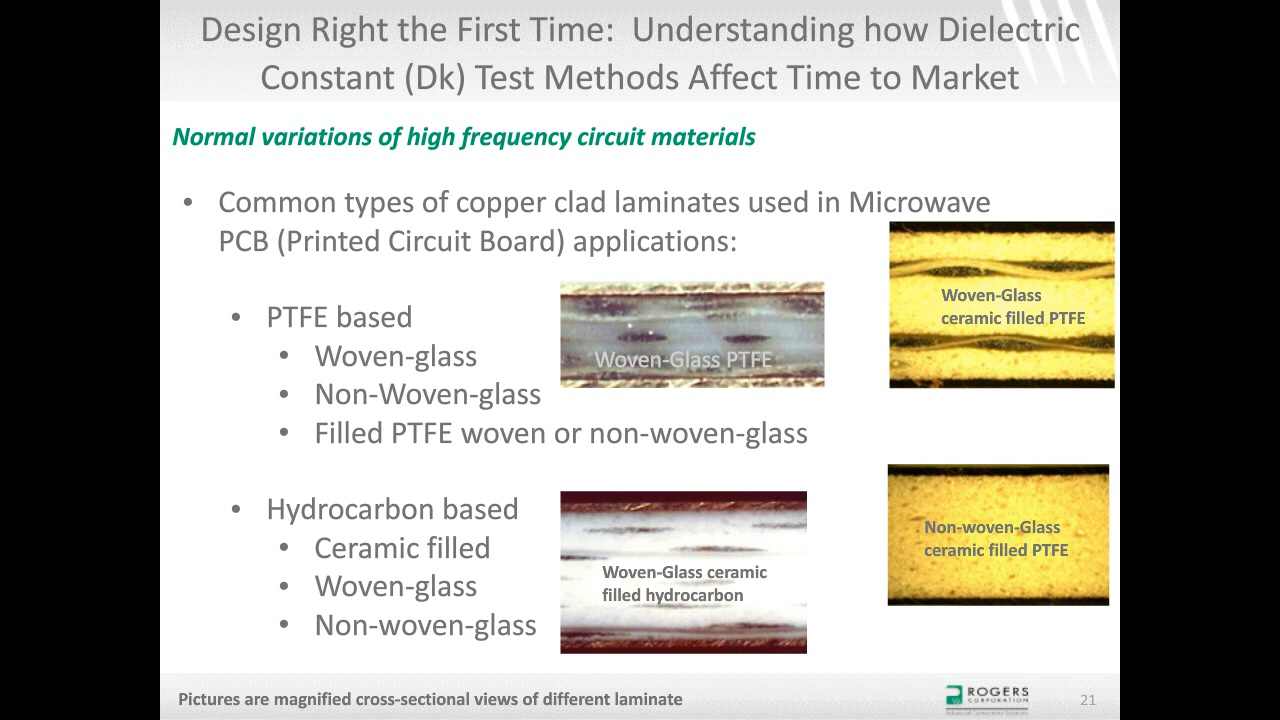 Design Right the First Time: Understanding how Dielectric
Constant (Dk) Test Methods Affect Time to Market
Normal variations of high frequency circuit materials
• Common types of copper clad laminates used in Microwave
PCB (Printed Circuit Board) applications:
• PTFE based
• Woven-glass
• Non-Woven-glass
• Filled PTFE woven or non-woven-glass
Woven-Glass PTFE
Woven-Glass
ceramic filled PTFE
• Hydrocarbon based
• Ceramic filled
• Woven-glass
• Non-woven-glass
Woven-Glass ceramic
filled hydrocarbon
Non-woven-Glass
ceramic filled PTFE
Pictures are magnified cross-sectional views of different laminate
ROGERS
CORPORATION
21